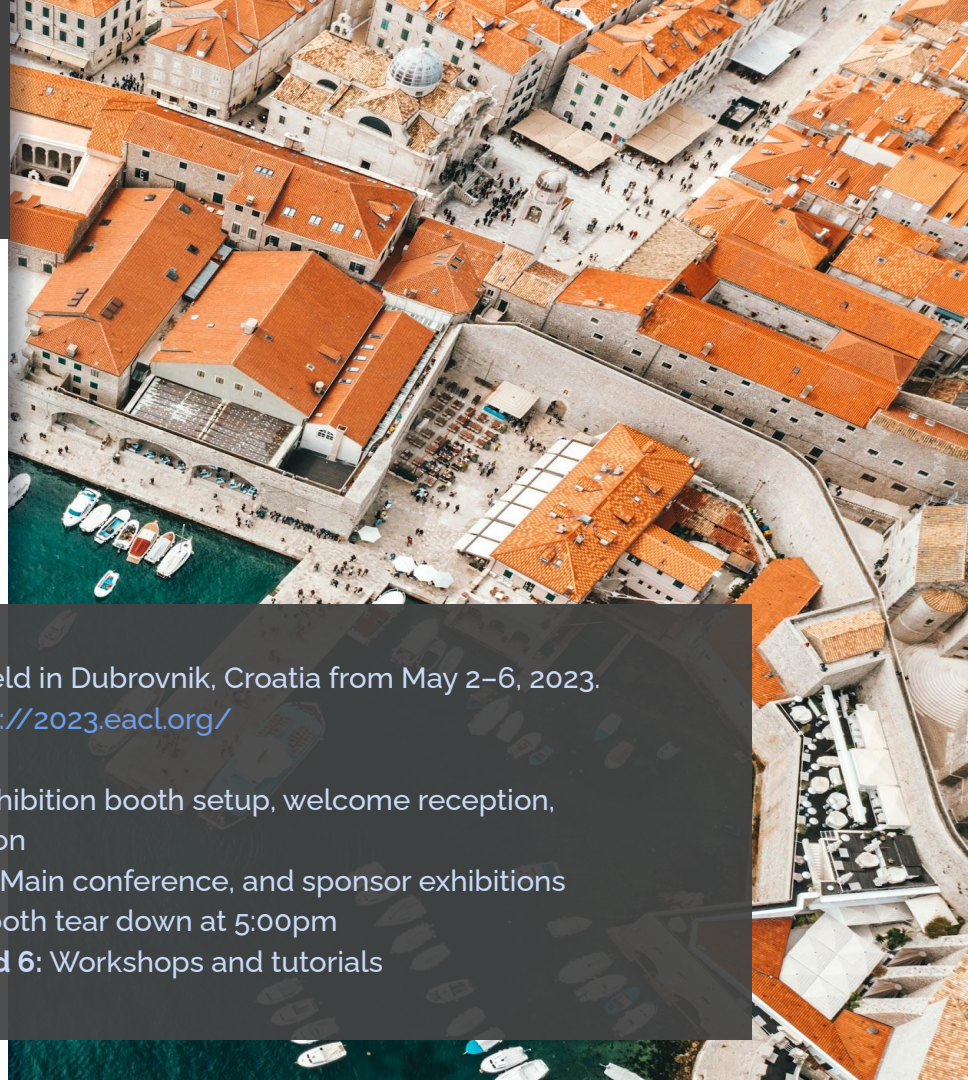 eld in Dubrovnik, Croatia from May 2–6, 2023.
://2023.eacl.org/
hibition booth setup, welcome reception,
on
Main conference, and sponsor exhibitions
ooth tear down at 5:00pm
d 6: Workshops and tutorials